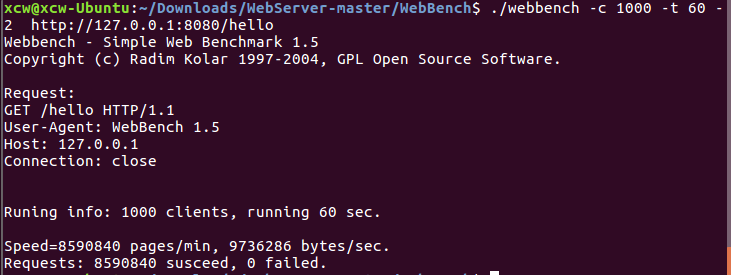 xcw@xcw-Ubuntu:~/Downloads/WebServer-master/WebBench$ ./webbench -c 1000 -t 60 -
2  http://127.0.0.1:8080/hello
Webbench - Simple Web Benchmark 1.5
Copyright (c) Radim Kolar 1997-2004, GPL Open Source Software.

Request:
GET /hello HTTP/1.1
User-Agent: WebBench 1.5
Host: 127.0.0.1
Connection: close


Runing info: 1000 clients, running 60 sec.

Speed=8590840 pages/min, 9736286 bytes/sec.
Requests: 8590840 susceed, 0 failed.